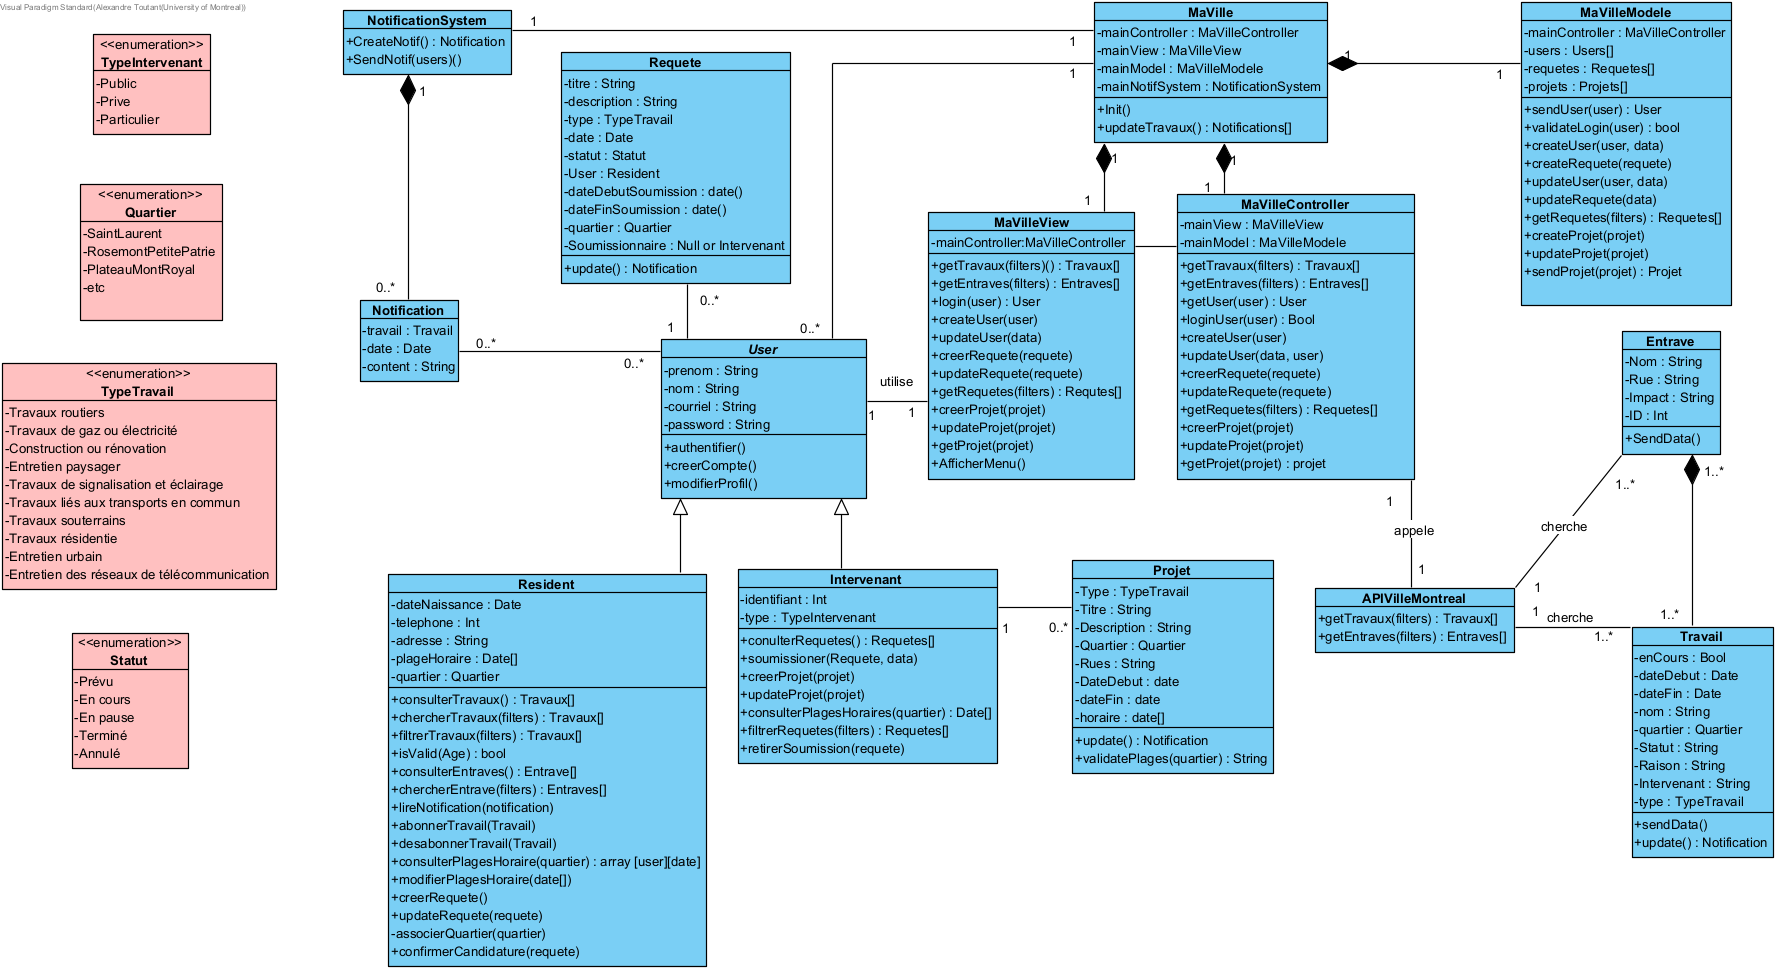 Visual Paradigm Standard(Alexandre Toutant(University of Montreal))
<<enumeration>>
TypeIntervenant
-Public
-Prive
-Particulier
<<enumeration>>
Quartier
-SaintLaurent
-RosemontPetitePatrie
-PlateauMontRoyal
-etc
<<enumeration>>
TypeTravail
-Travaux routiers
-Travaux de gaz ou électricité
-Construction ou rénovation
-Entretien paysager
-Travaux de signalisation et éclairage
-Travaux liés aux transports en commun
-Travaux souterrains
-Travaux résidentie
-Entretien urbain
-Entretien des réseaux de télécommunication
<<enumeration>>
Statut
-Prévu
-En cours
-En pause
-Terminé
-Annulé
NotificationSystem
+CreateNotif() : Notification
+SendNotif(users)()
1
1
1
0..*
Notification
-travail : Travail
-date : Date
-content : String
0..*
0..*
Requete
-titre : String
-description : String
-type : TypeTravail
-date : Date
-statut : Statut
-User : Resident
-dateDebutSoumission : date()
-dateFinSoumission : date()
-quartier : Quartier
-Soumissionnaire : Null or Intervenant
+update() : Notification
0..*
1
1
0..*
User
-prenom : String
-nom : String
-courriel : String
-password : String
+authentifier()
+creerCompte()
+modifierProfil()
utilise
1
1
MaVille
-mainController : MaVilleController
-mainView : MaVilleView
-mainModel : MaVilleModele
-mainNotifSystem : NotificationSystem
+Init()
+updateTravaux() : Notifications[]
1
1
1
1
1
1
MaVilleModele
-mainController : MaVilleController
-users : Users[]
-requetes : Requetes[]
-projets : Projets[]
+sendUser(user) : User
+validateLogin(user) : bool
+createUser(user, data)
+createRequete(requete)
+updateUser(user, data)
+updateRequete(data)
+getRequetes(filters) : Requetes[]
+createProjet(projet)
+updateProjet(projet)
+sendProjet(projet) : Projet
MaVilleView
-mainController:MaVilleController
+getTravaux(filters)() : Travaux[]
+getEntraves(filters) : Entraves[]
+login(user) : User
+createUser(user)
+updateUser(data)
+creerRequete(requete)
+updateRequete(requete)
+getRequetes(filters) : Requtes[]
+creerProjet(projet)
+updateProjet(projet)
+getProjet(projet)
+AfficherMenu()
MaVilleController
-mainView : MaVilleView
-mainModel : MaVilleModele
+getTravaux(filters) : Travaux[]
+getEntraves(filters) : Entraves[]
+getUser(user) : User
+loginUser(user) : Bool
+createUser(user)
+updateUser(data, user)
+creerRequete(requete)
+updateRequete(requete)
+getRequetes(filters) : Requetes[]
+creerProjet(projet)
+updateProjet(projet)
+getProjet(projet) : projet
1
appele
1
Entrave
-Nom : String
-Rue : String
-Impact : String
-ID : Int
+SendData()
1..*
1..*
cherche
1
1
cherche
1..*
1..*
APIVilleMontreal
+getTravaux(filters) : Travaux[]
+getEntraves(filters) : Entraves[]
Travail
-enCours : Bool
-dateDebut : Date
-dateFin : Date
-nom : String
-quartier : Quartier
-Statut : String
-Raison : String
-Intervenant : String
-type : TypeTravail
+sendData()
+update() : Notification
Resident
-dateNaissance : Date
-telephone : Int
-adresse : String
-plageHoraire : Date[]
-quartier : Quartier
+consulterTravaux() : Travaux[]
+chercherTravaux(filters) : Travaux[]
+filtrerTravaux(filters) : Travaux[]
+isValid(Age) : bool
+consulterEntraves() : Entrave[]
+chercherEntrave(filters) : Entraves[]
+lireNotification(notification)
+abonnerTravail(Travail)
+desabonnerTravail(Travail)
+consulterPlagesHoraire(quartier) : array [user][date]
+modifierPlagesHoraire(date[])
+creerRequete()
+updateRequete(requete)
-associerQuartier(quartier)
+confirmerCandidature(requete)
Intervenant
-identifiant : Int
-type : TypeIntervenant
+conulterRequetes() : Requetes[]
+soumissioner(Requete, data)
+creerProjet(projet)
+updateProjet(projet)
+consulterPlagesHoraires(quartier) : Date[]
+filtrerRequetes(filters) : Requetes[]
+retirerSoumission(requete)
1
0..*
Projet
-Type : TypeTravail
-Titre : String
-Description : String
-Quartier : Quartier
-Rues : String
-DateDebut : date
-dateFin : date
-horaire : date[]
+update() : Notification
+validatePlages(quartier) : String